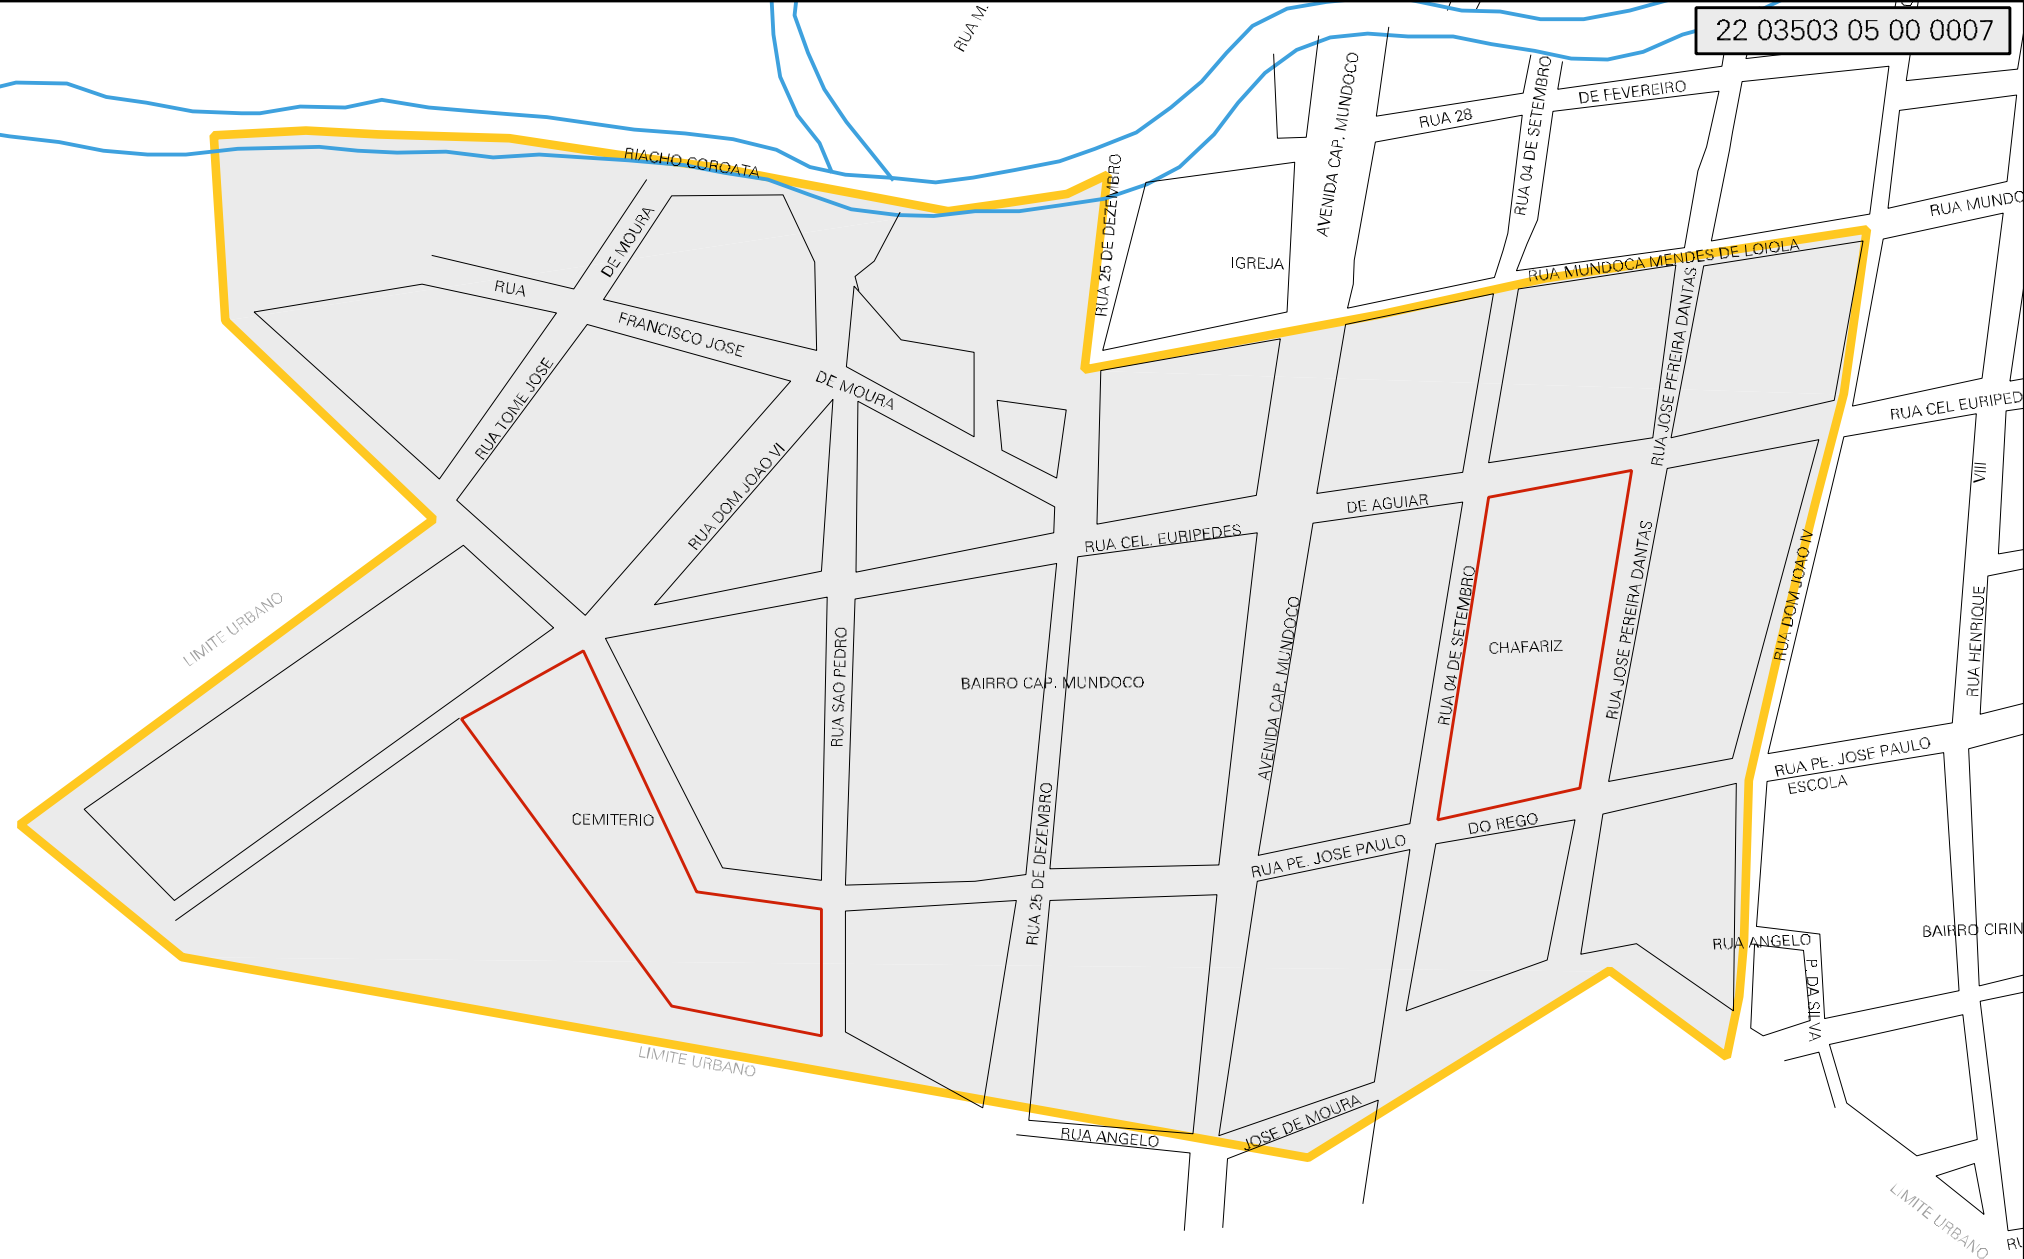 RUA M.
22 03503 05 00 0007
RIACHO COROATA
RUA 25 DE DEZEMBRO
AVENIDA CAP. MUNDOCO
RUA 28
RUA 04 DE SETEMBRO
DE FEVEREIRO
RUA MUNDO
IGREJA
RUA MUNDOCA MENDES DE LOIOLA
DE MOURA
RUA
FRANCISCO JOSE
DE MOURA
RUA TOME JOSE
RUA DOM JOAO VI
RUA JOSE PEREIRA DANTAS
RUA CEL EURIPED
VIII
DE AGUIAR
RUA CEL. EURIPEDES
LIMITE URBANO
RUA SAO PEDRO
BAIRRO CAP. MUNDOCO
AVENIDA CAP. MUNDOCO
RUA 04 DE SETEMBRO
CHAFARIZ
RUA JOSE PEREIRA DANTAS
RUA DOM JOAO IV
RUA HENRIQUE
RUA PE. JOSE PAULO
ESCOLA
CEMITERIO
RUA 25 DE DEZEMBRO
RUA PE. JOSE PAULO
DO REGO
RUA ANGELO
P. DA SILVA
BAIRRO CIRIN
LIMITE URBANO
RUA ANGELO
JOSE DE MOURA
LIMITE URBANO
RU